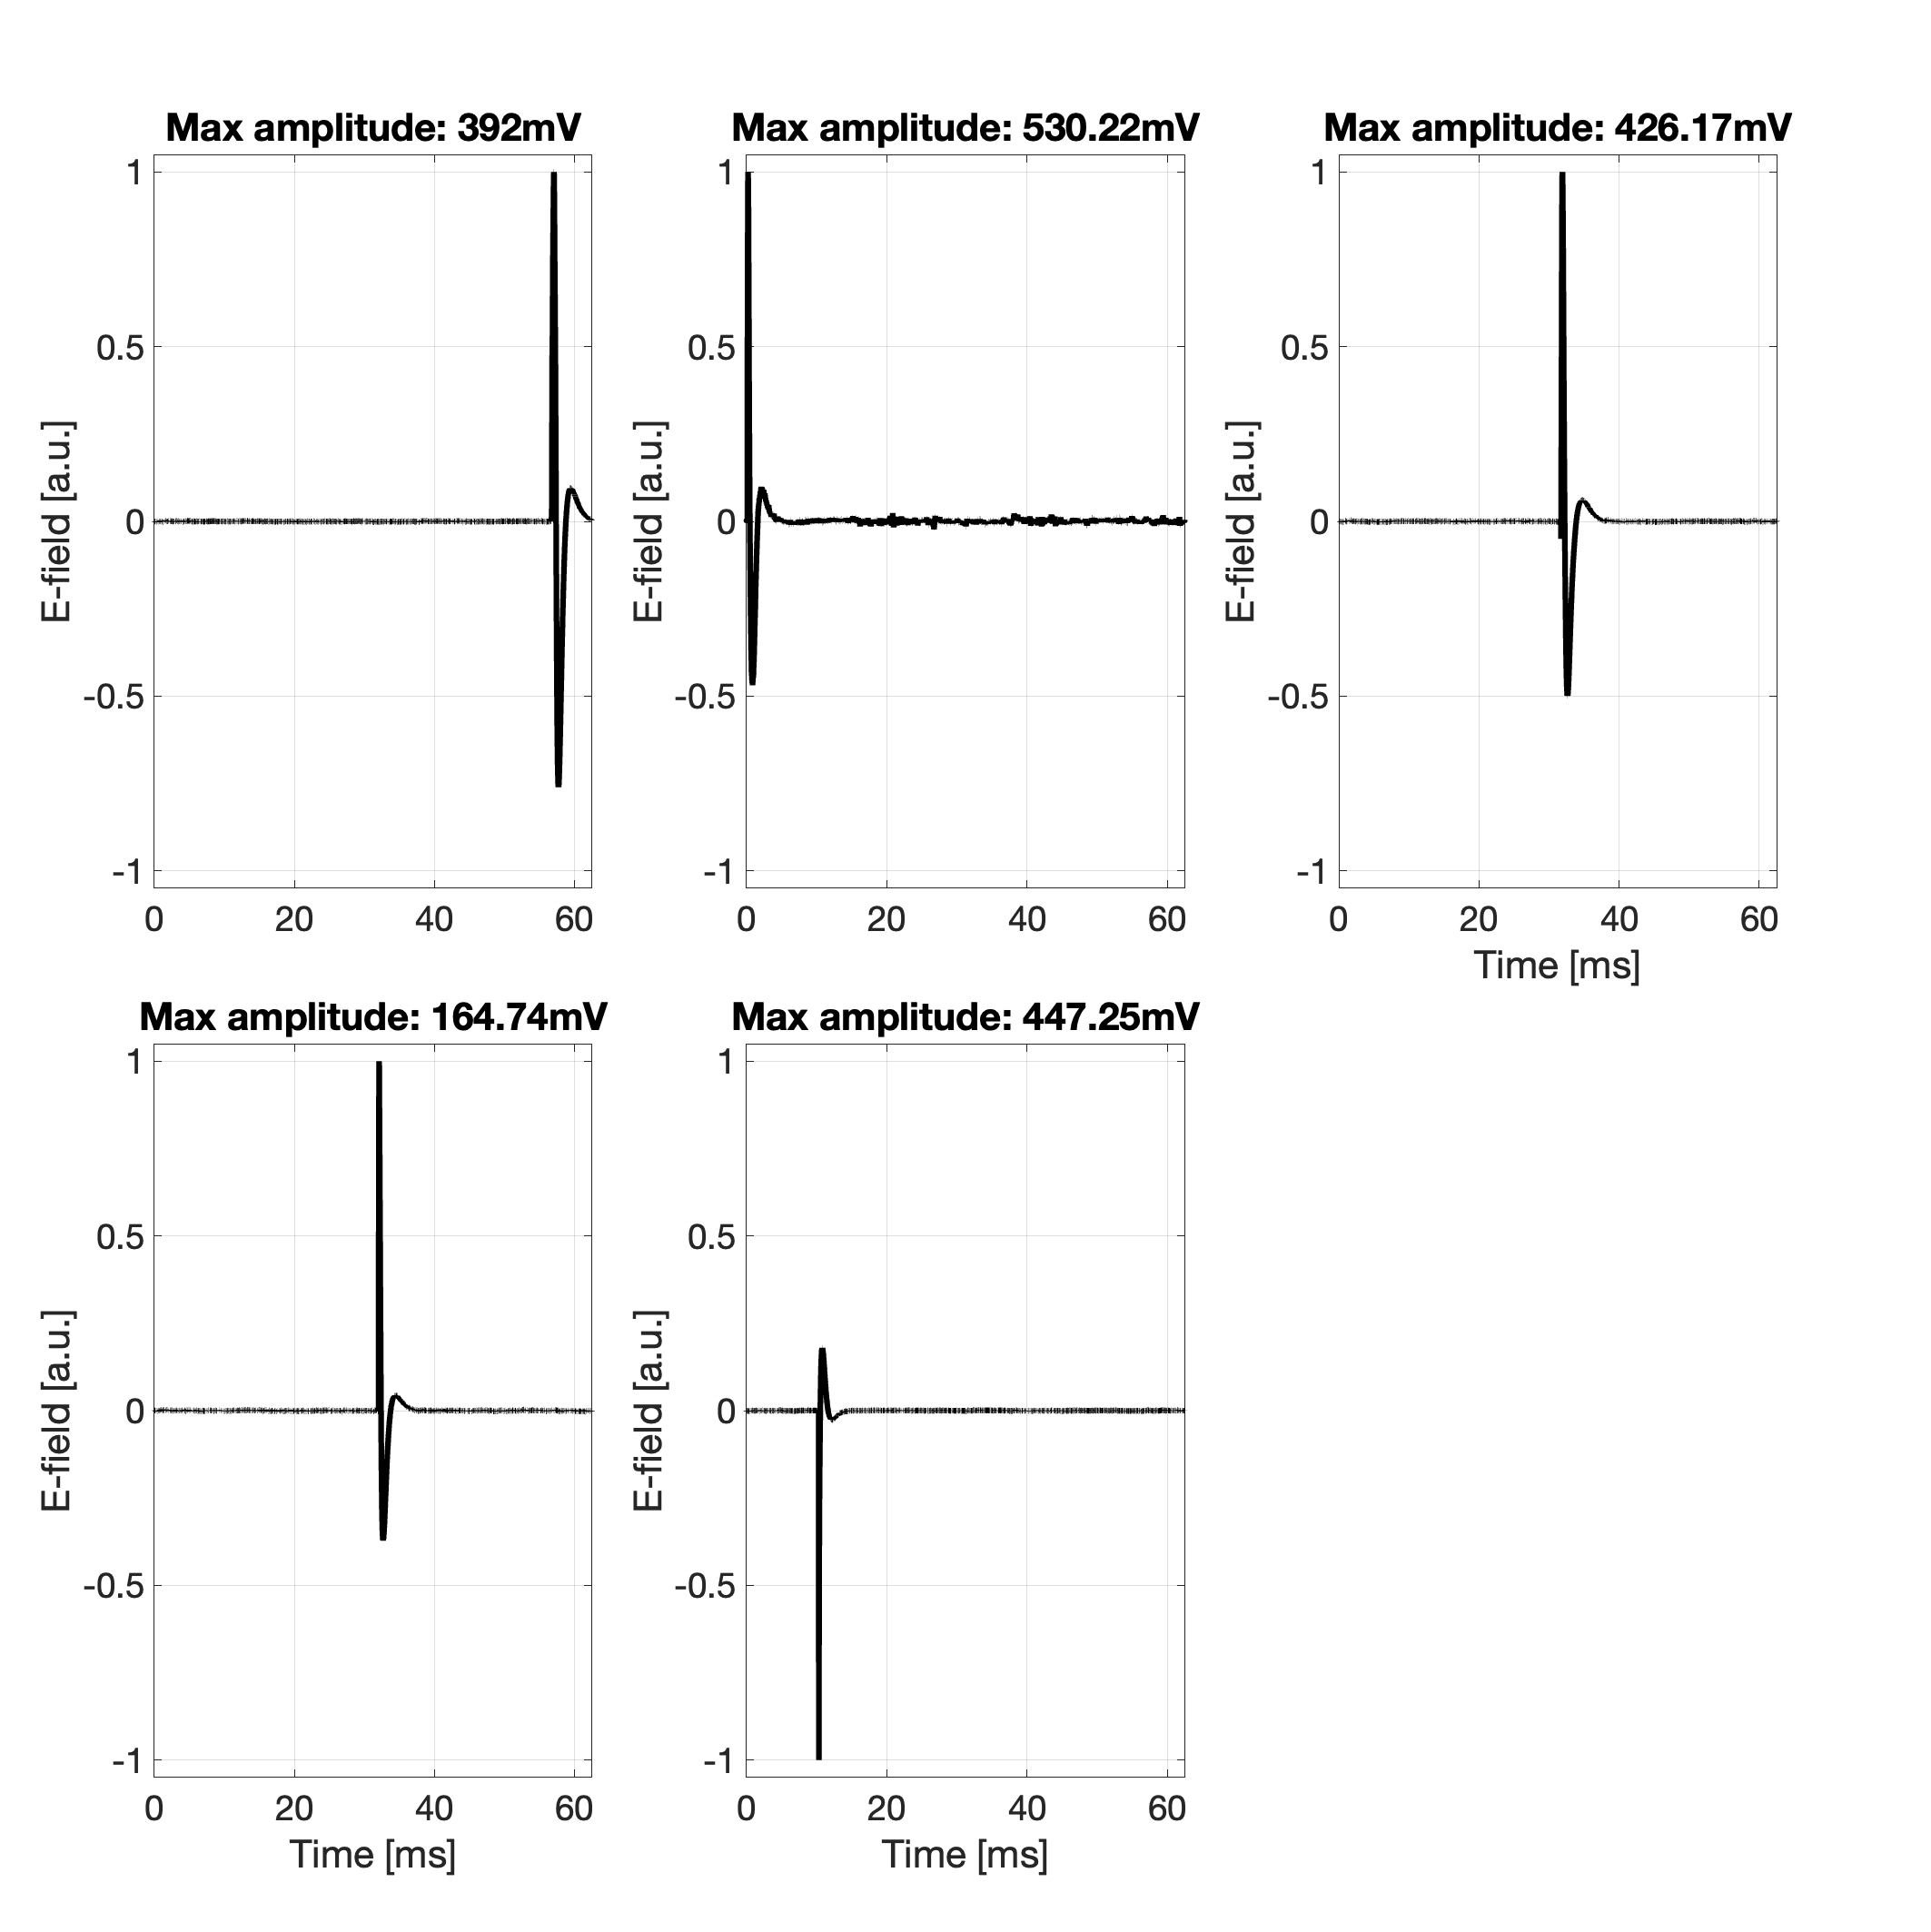 Max amplitude: 392mV
1
0.5
0
-0.5
-1
E-field [a.u.]
0 20 40 60
Max amplitude: 530.22mV
1
0.5
0
-0.5
-1
E-field [a.u.]
0 20 40 60
Max amplitude: 426.17mV
1
0.5
0
-0.5
-1
E-field [a.u.]
0 20 40 60
Time [ms]
Max amplitude: 164.74mV
1
0.5
0
-0.5
-1
E-field [a.u.]
0 20 40 60
Time [ms]
Max amplitude: 447.25mV
1
0.5
0
-0.5
-1
E-field [a.u.]
0 20 40 60
Time [ms]